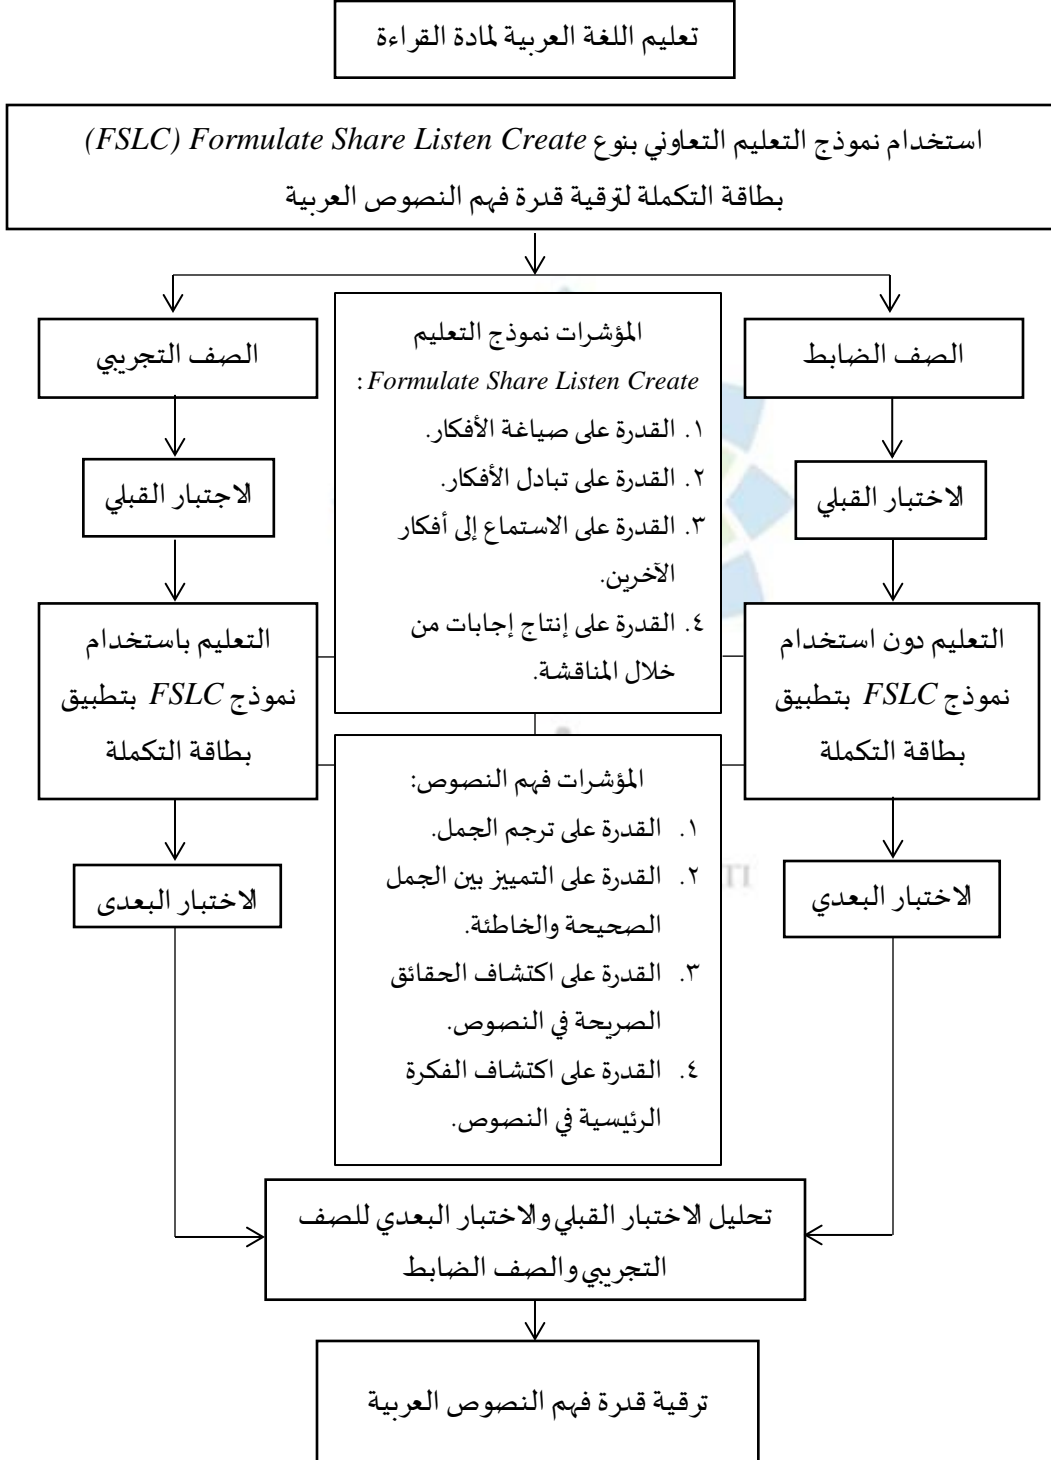 تعليم اللغة العربية لمادة القراءة
استخدام نموذج التعليم التعاوني بنوع Formulate Share Listen Create (FSLC)
بطاقة التكملة لترقية قدرة فهم النصوص العربية
الصف الضابط
المؤشرات نموذج التعليم
Formulate Share Listen Create :
١. القدرة على صياغة الأفكار.
٢. القدرة على تبادل الأفكار.
٣. القدرة على الاستماع إلى أفكار
الآخرين.
٤. القدرة على إنتاج إجابات من
خلال المناقشة.
الصف التجريبي
الاختبار القبلي
الاجتبار القبلي
التعليم دون استخدام
نموذج FSLC بتطبيق
بطاقة التكملة
التعليم باستخدام
نموذج FSLC بتطبيق
بطاقة التكملة
المؤشرات فهم النصوص:
١. القدرة على ترجم الجمل.
٢. القدرة على التمييز بين الجمل
الصحيحة والخاطئة.
٣. القدرة على اكتشاف الحقائق
الصريحة في النصوص.
٤. القدرة على اكتشاف الفكرة
الرئيسية في النصوص.
TI
الاختبار البعدي
الاختبار البعدى
تحليل الاختبار القبلي والاختبار البعدي للصف
التجريبي والصف الضابط
ترقية قدرة فهم النصوص العربية